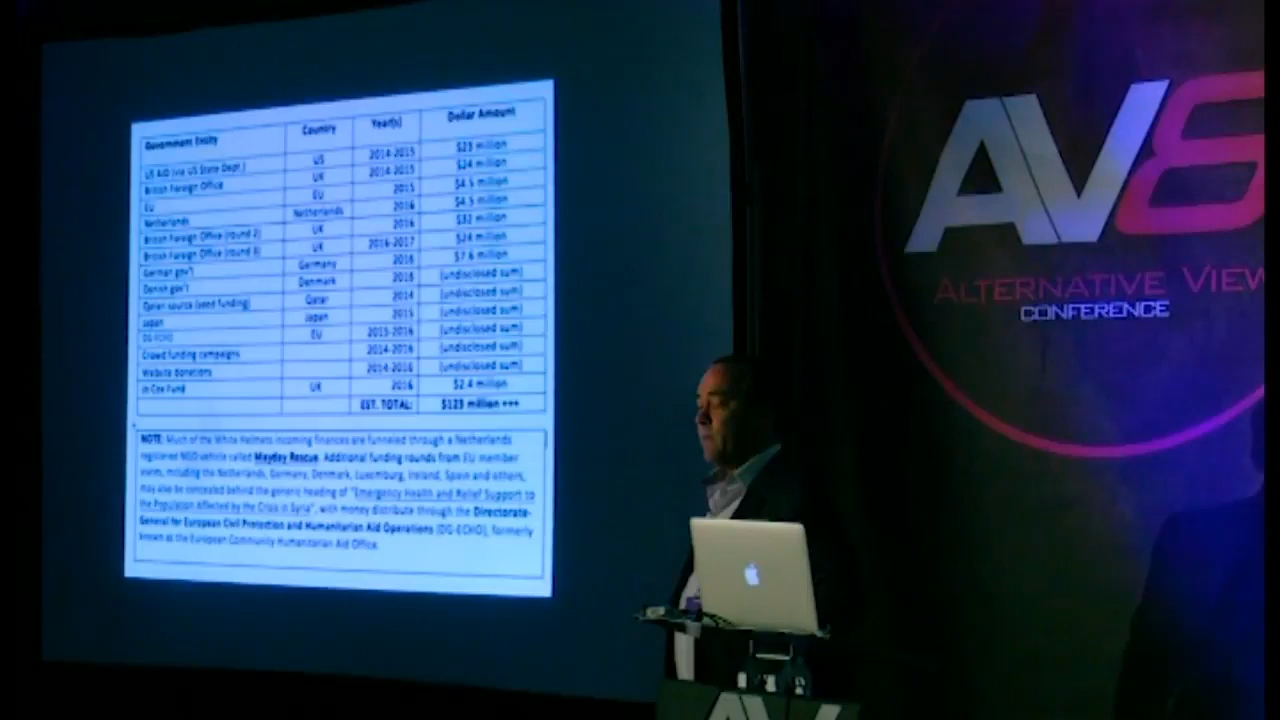 Government Entity Country Year(s) Dollar Amount
US AID (via US State Dept.) US 2014-2015 $23 million
British Foreign Office UK 2014-2015 $24 million
EU EU 2015 $4.5 million
Netherlands Netherlands 2016 $4.5 million
British Foreign Office (round 2) UK 2016 $32 million
British Foreign Office (round 3) UK 2016-2017 $24 million
German gov't Germany 2016 $7.6 million
Danish gov't Denmark 2016 (undisclosed sum)
Qatari source (seed funding) Qatar 2014 (undisclosed sum)
Japan Japan 2015 (undisclosed sum)
DG-ECHO EU 2015-2016 (undisclosed sum)
Crowd funding campaigns 2014-2016 (undisclosed sum)
Website donations 2014-2016 (undisclosed sum)
Jo Cox Fund UK 2016 $2.4 million
EST. TOTAL: $123 million +++
NOTE: Much of the White Helmets incoming finances are funneled through a Netherlands
registered NGO vehicle called Mayday Rescue. Additional funding rounds from EU member
states, including the Netherlands, Germany, Denmark, Luxemburg, Ireland, Spain and others,
may also be concealed behind the generic heading of "Emergency Health and Relief Support to
the Population Affected by the Crisis in Syria", with money distribute through the Directorate-
General for European Civil Protection and Humanitarian Aid Operations (DG-ECHO), formerly
known as the European Community Humanitarian Aid Office.
AV8
ALTERNATIVE VIEW
CONFERENCE
AV